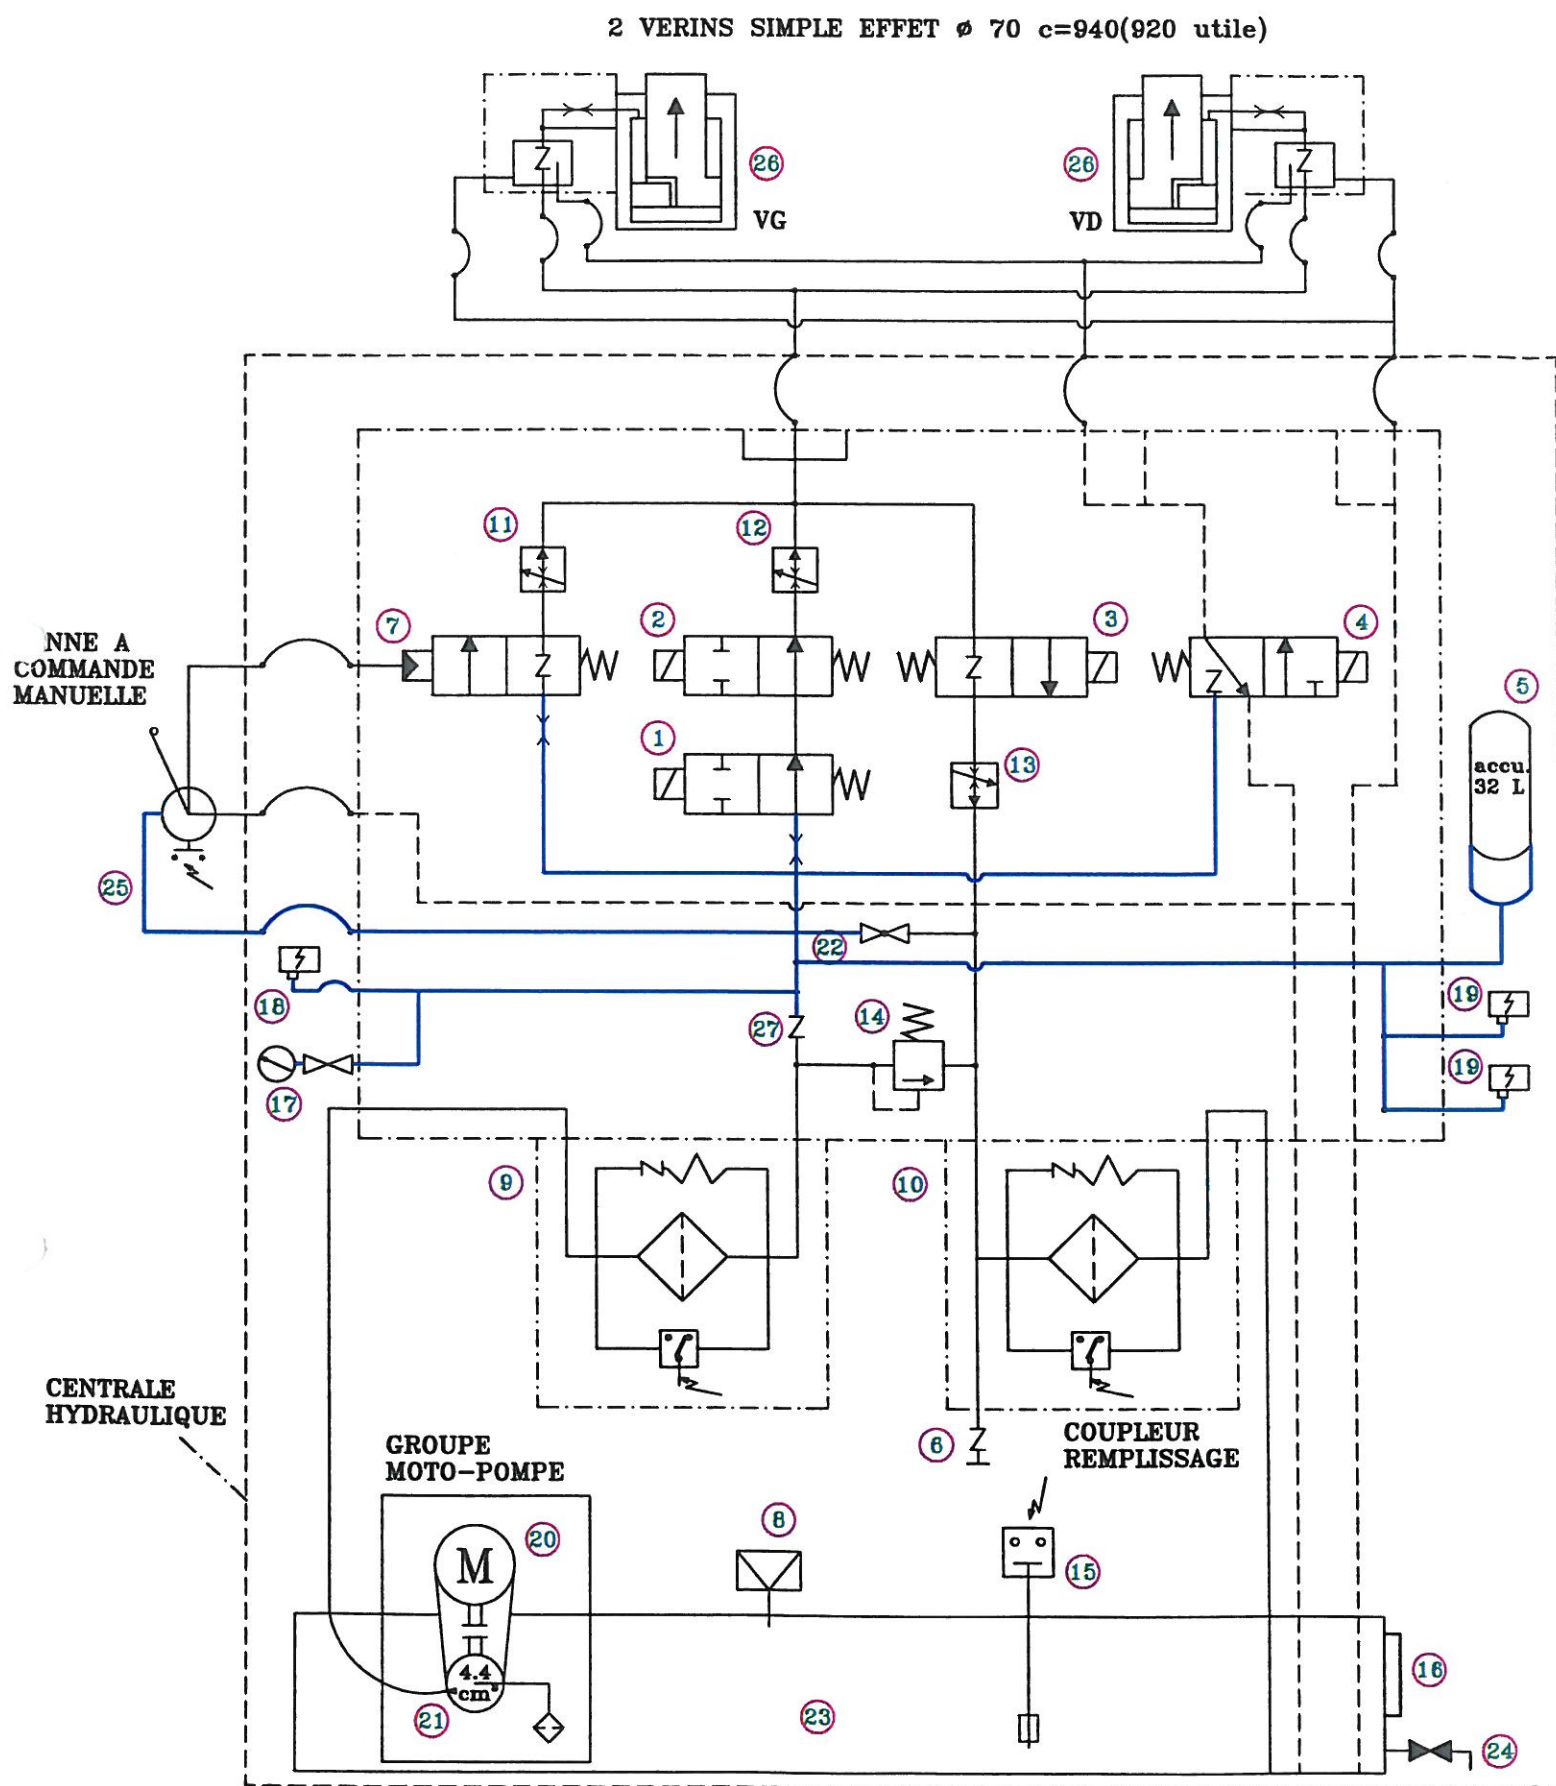 2 VERINS SIMPLE EFFET ø 70 c=940(920 utile)
26
26
VG
VD
11
12
7
2
3
4
NNE A
COMMANDE
MANUELLE
5
1
13
accu.
32 L
25
22
18
27
14
19
17
19
9
10
CENTRALE
HYDRAULIQUE
6
COUPLEUR
REMPLISSAGE
GROUPE
MOTO-POMPE
8
20
M
15
4.4
cm³
16
21
23
24